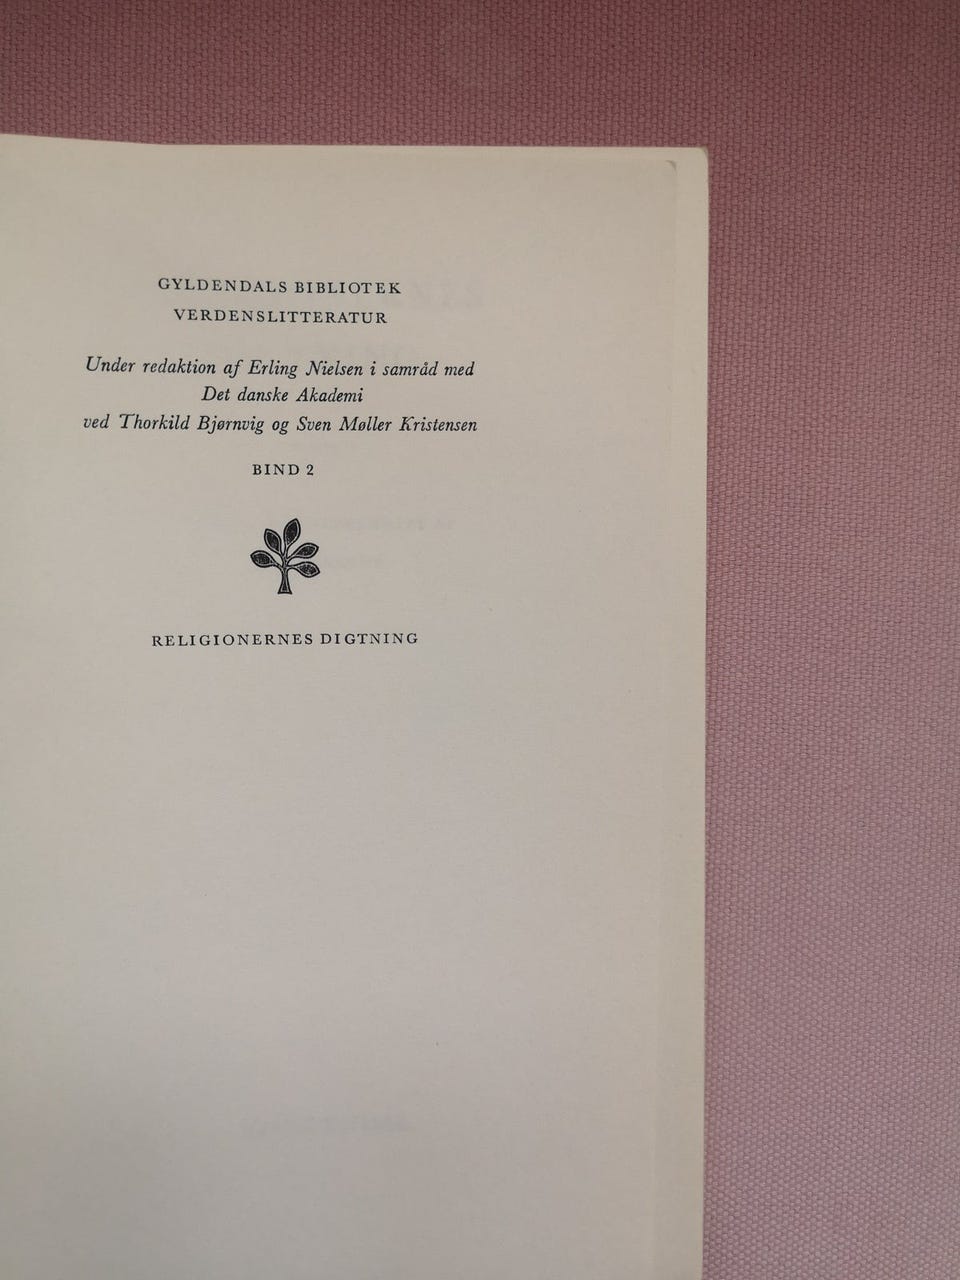 GYLDENDALS BIBLIOTEK
VERDENSLITTERATUR
Under redaktion af Erling Nielsen i samråd med
Det danske Akademi
ved Thorkild Bjørnvig og Sven Møller Kristensen
BIND 2
RELIGIONERNES DIGTNING